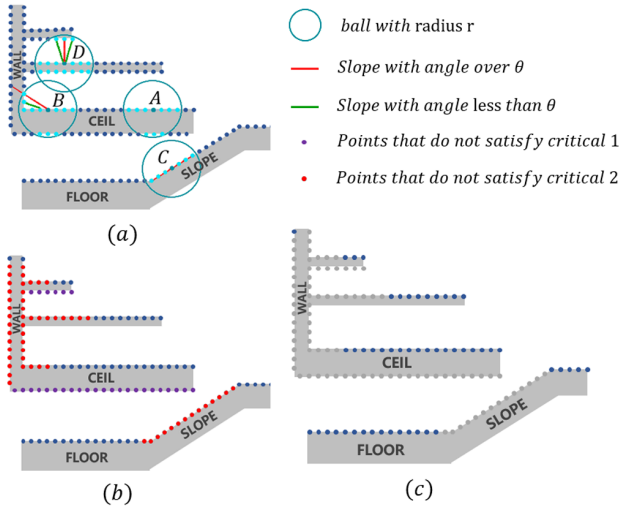 ball with radius r
Slope with angle over θ
Slope with angle less than θ
Points that do not satisfy critical 1
Points that do not satisfy critical 2
WALL
D
B
A
CEIL
C
SLOPE
FLOOR
(a)
WALL
CEIL
SLOPE
FLOOR
(b)
WALL
CEIL
SLOPE
FLOOR
(c)